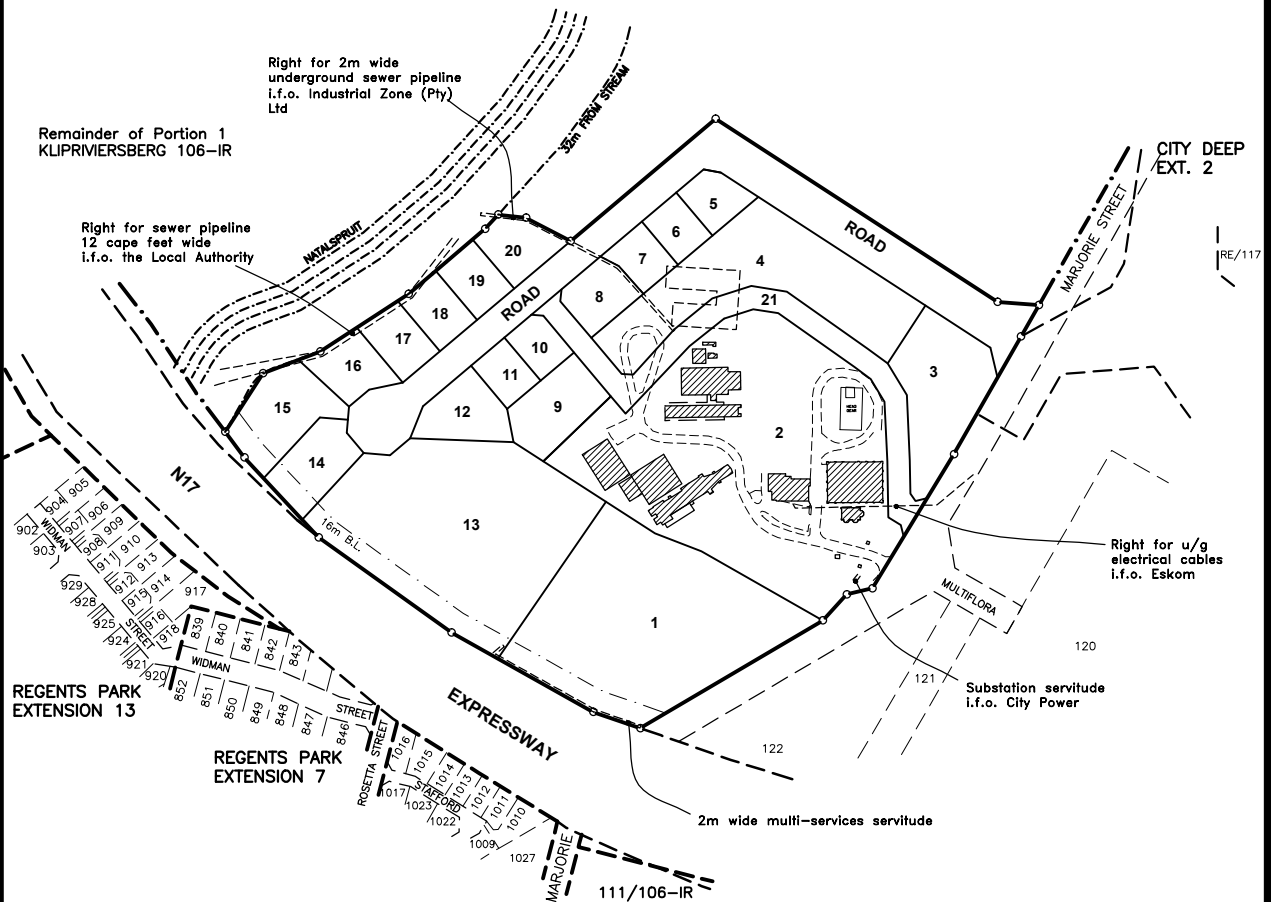 Right for 2m wide
underground sewer pipeline
i.f.o. Industrial Zone (Pty)
Ltd
32m FROM STREAM
Remainder of Portion 1
KLIPRIVIERSBERG 106-IR
CITY DEEP
EXT. 2
MARJORIE STREET
RE/117
Right for sewer pipeline
12 cape feet wide
i.f.o. the Local Authority
NATALSPRUIT
ROAD
5
6
20
7
4
19
8
21
18
ROAD
17
10
16
11
3
15
12
9
2
HEAD
GEAR
14
13
1
N17
16m B.L.
EXPRESSWAY
Right for u/g
electrical cables
i.f.o. Eskom
MULTIFLORA
120
121
122
Substation servitude
i.f.o. City Power
2m wide multi-services servitude
904
905
902
WIDMAN
907
906
903
908
909
911
910
929
912
913
928
915
914
925
916
917
924
STREET
918
921
920
839
840
841
842
843
WIDMAN
STREET
852
851
850
849
848
847
846
REGENTS PARK
EXTENSION 13
REGENTS PARK
EXTENSION 7
ROSETTA STREET
1016
1015
1014
1013
1012
1011
1010
STAFFORD
1017
1023
1022
1009
1027
MARJORIE
111/106-IR